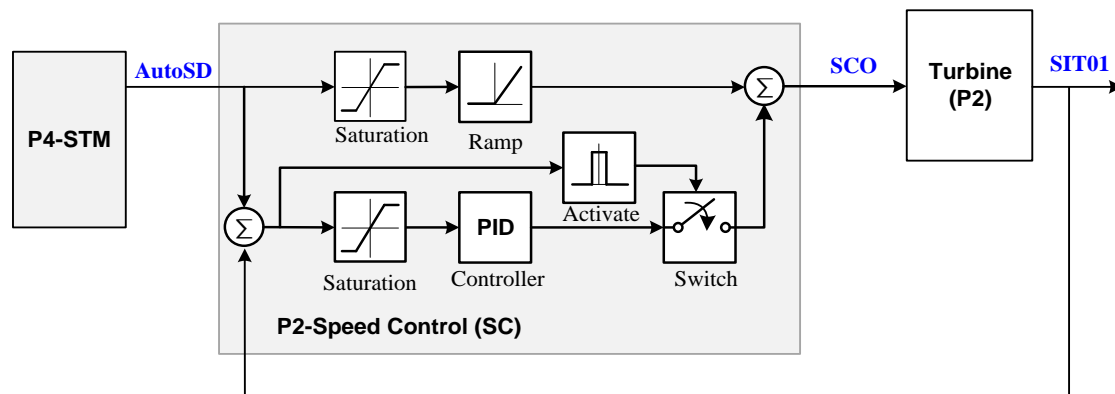 P4-STM
AutoSD
Saturation
Ramp
Σ
SCO
Turbine
(P2)
SIT01
Activate
Σ
Saturation
PID
Controller
Switch
P2-Speed Control (SC)